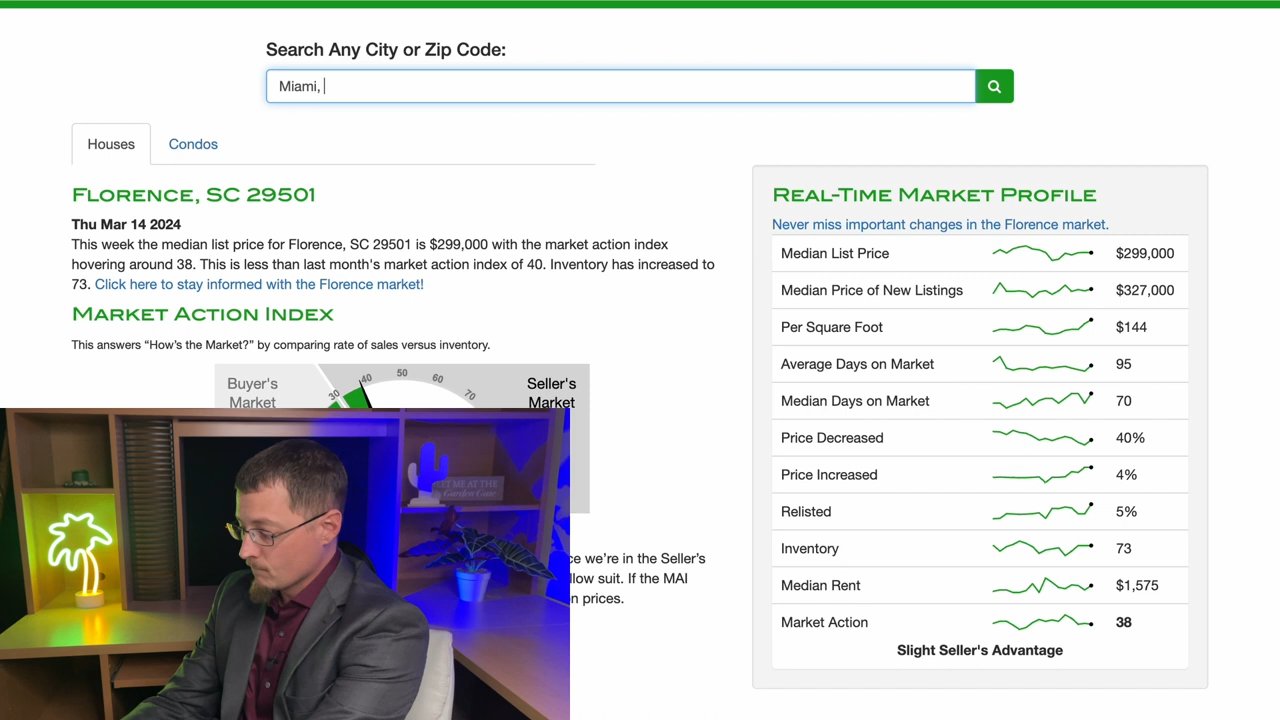 Search Any City or Zip Code:
Miami,
Houses
Condos
Florence, SC 29501
Thu Mar 14 2024
This week the median list price for Florence, SC 29501 is $299,000 with the market action index
hovering around 38. This is less than last month's market action index of 40. Inventory has increased to
73. Click here to stay informed with the Florence market!
Market Action Index
This answers “How’s the Market?” by comparing rate of sales versus inventory.
Buyer's
Market
30
40
50
60
70
Seller's
Market
LET ME AT THE
Garden Gate
ce we’re in the Seller’s
llow suit. If the MAI
n prices.
Real-Time Market Profile
Never miss important changes in the Florence market.
Median List Price $299,000
Median Price of New Listings $327,000
Per Square Foot $144
Average Days on Market 95
Median Days on Market 70
Price Decreased 40%
Price Increased 4%
Relisted 5%
Inventory 73
Median Rent $1,575
Market Action 38
Slight Seller's Advantage